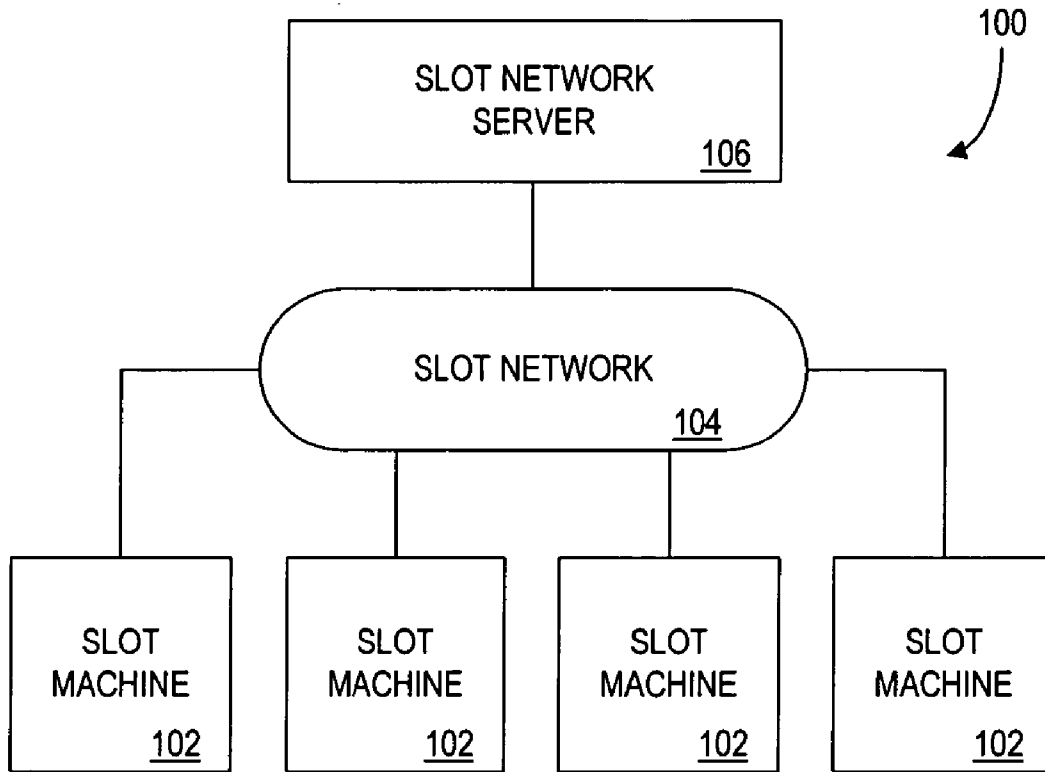 100
SLOT NETWORK
SERVER
106
SLOT NETWORK
104
SLOT
MACHINE
102
SLOT
MACHINE
102
SLOT
MACHINE
102
SLOT
MACHINE
102